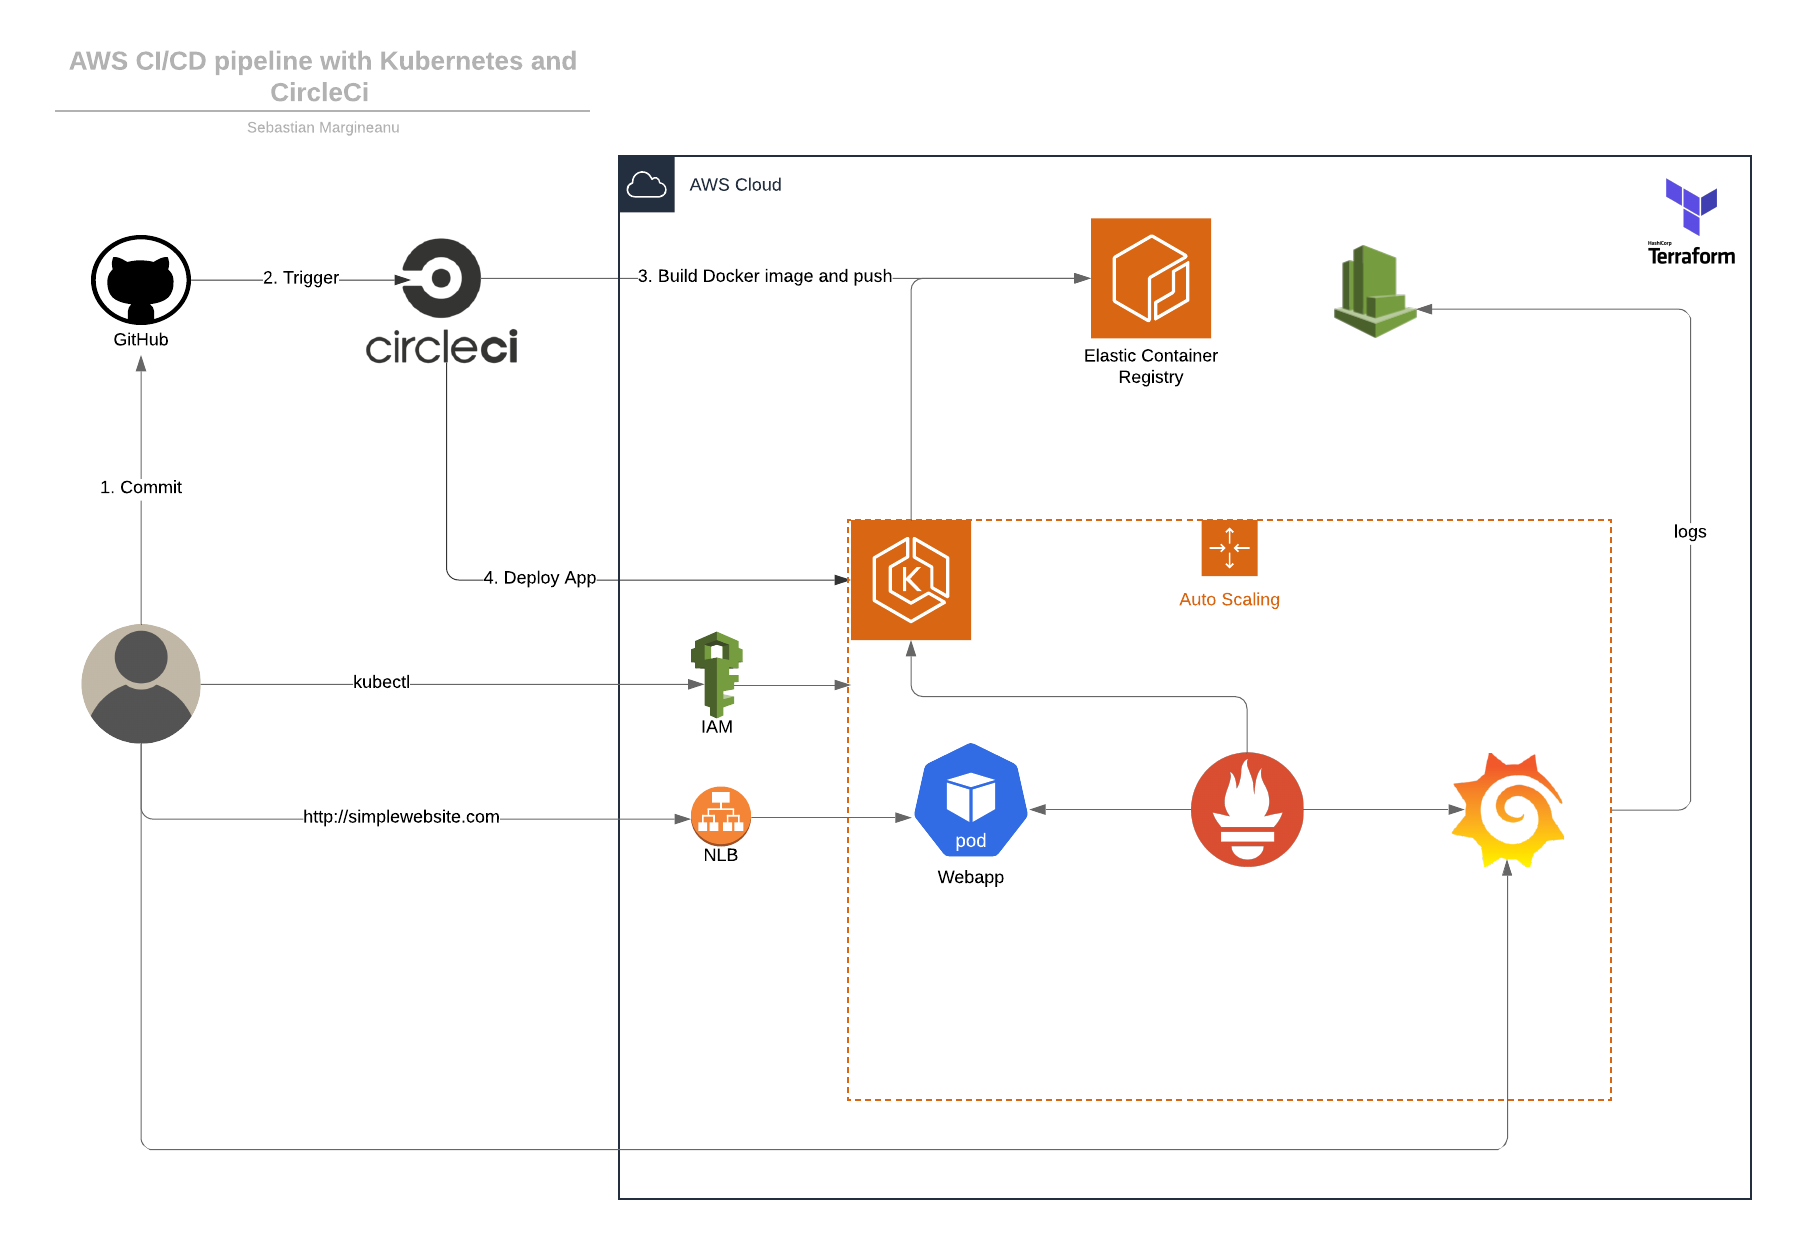 AWS CI/CD pipeline with Kubernetes and
CircleCi
Sebastian Margineanu
AWS Cloud
HashiCorp
Terraform
2. Trigger
3. Build Docker image and push
GitHub
circleci
Elastic Container
Registry
1. Commit
logs
4. Deploy App
K
Auto Scaling
kubectl
IAM
http://simplewebsite.com
NLB
pod
Webapp